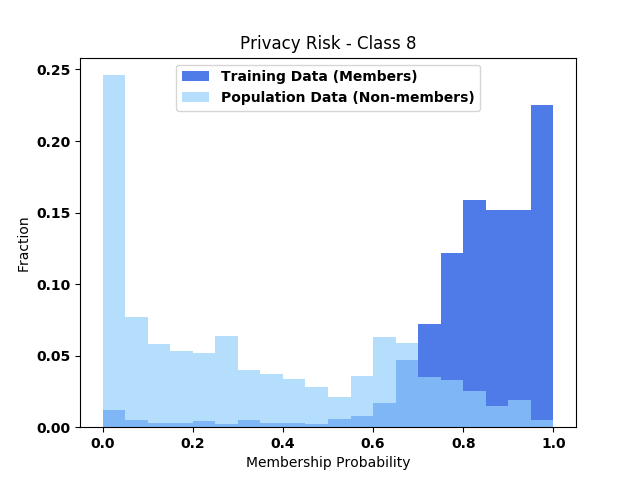 Privacy Risk - Class 8
Training Data (Members)
Population Data (Non-members)
0.25
0.20
0.15
0.10
0.05
0.00
Fraction
0.0 0.2 0.4 0.6 0.8 1.0
Membership Probability